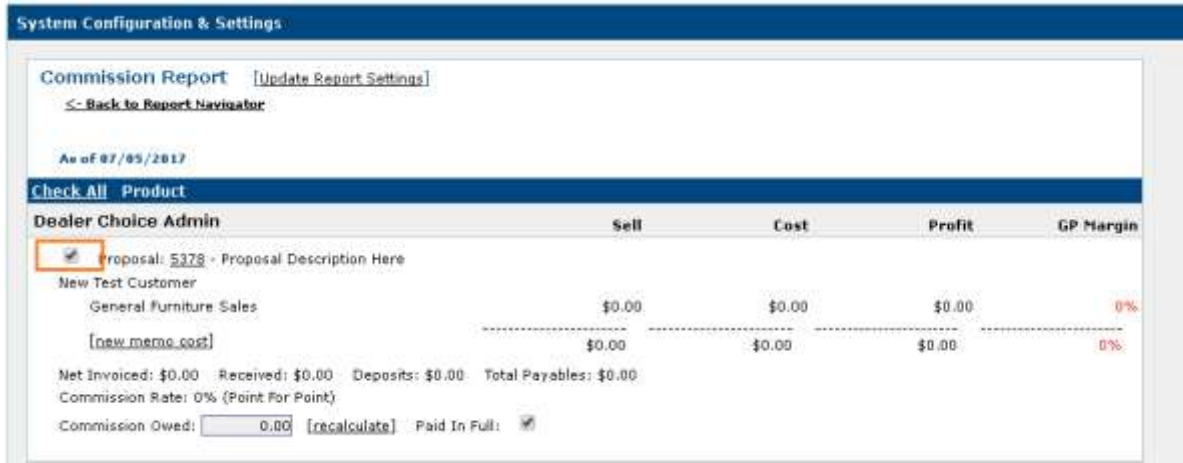 System Configuration & Settings
Commission Report [Update Report Settings]
<- Back to Report Navigator
As of 07/05/2017
Check All Product
Dealer Choice Admin Sell Cost Profit GP Margin
Proposal: 5378 - Proposal Description Here
New Test Customer
General Furniture Sales $0.00 $0.00 $0.00 0%
[new memo cost] $0.00 $0.00 $0.00 0%
Net Invoiced: $0.00 Received: $0.00 Deposits: $0.00 Total Payables: $0.00
Commission Rate: 0% (Point For Point)
Commission Owed: 0.00 [recalculate] Paid In Full: